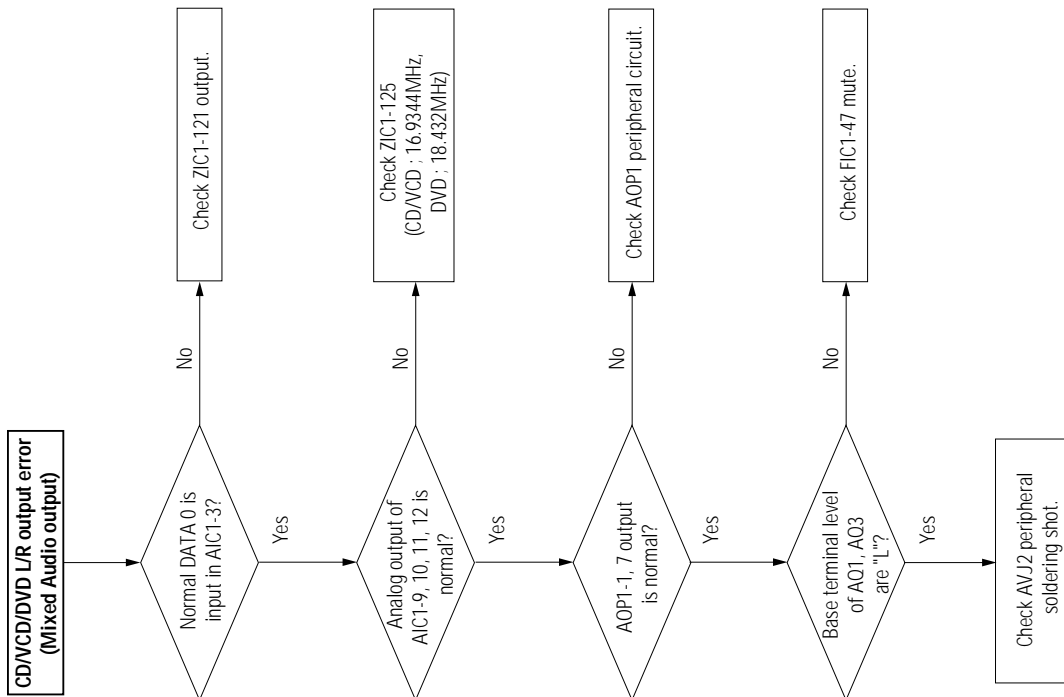 CD/VCD/DVD L/R output error
(Mixed Audio output)
Normal DATA 0 is
input in AIC1-3?
No
Check ZIC1-121 output.
Yes
Analog output of
AIC1-9, 10, 11, 12 is
normal?
No
Check ZIC1-125
(CD/VCD ; 16.9344MHz,
DVD ; 18.432MHz)
Yes
AOP1-1, 7 output
is normal?
No
Check AOP1 peripheral circuit.
Yes
Base terminal level
of AQ1, AQ3
are "L"?
No
Check FIC1-47 mute.
Yes
Check AVJ2 peripheral
soldering shot.